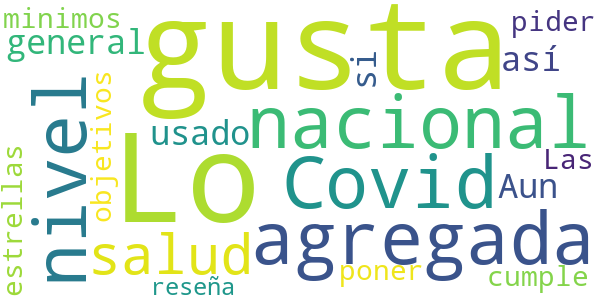 minimos
general
gusta
pider
así
si
nivel
objetivos
usado
nacional
Lo
Covid
Las
Aun
estrellas
salud
agregada
poner
cumple
reseña